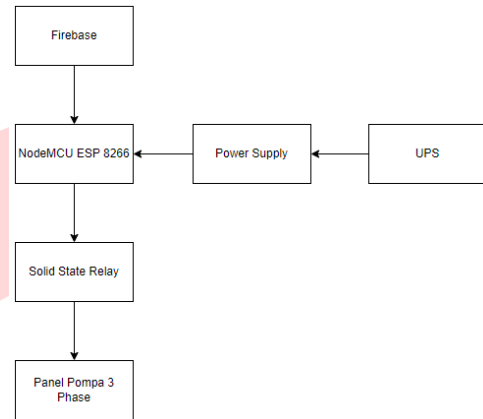 Firebase
NodeMCU ESP 8266
Power Supply
UPS
Solid State Relay
Panel Pompa 3
Phase